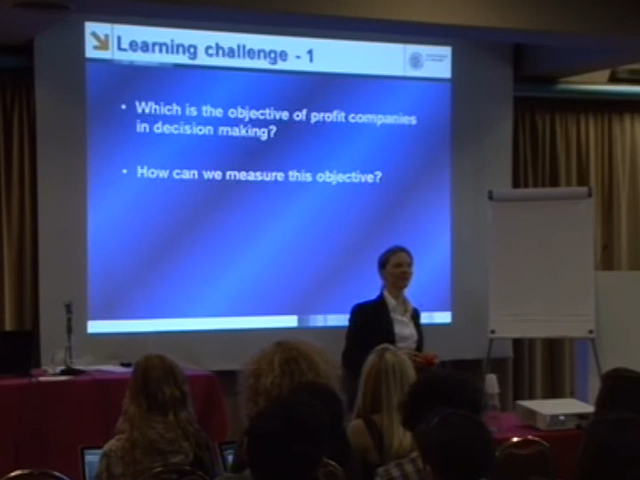 Learning challenge - 1
• Which is the objective of profit companies
in decision making?
• How can we measure this objective?